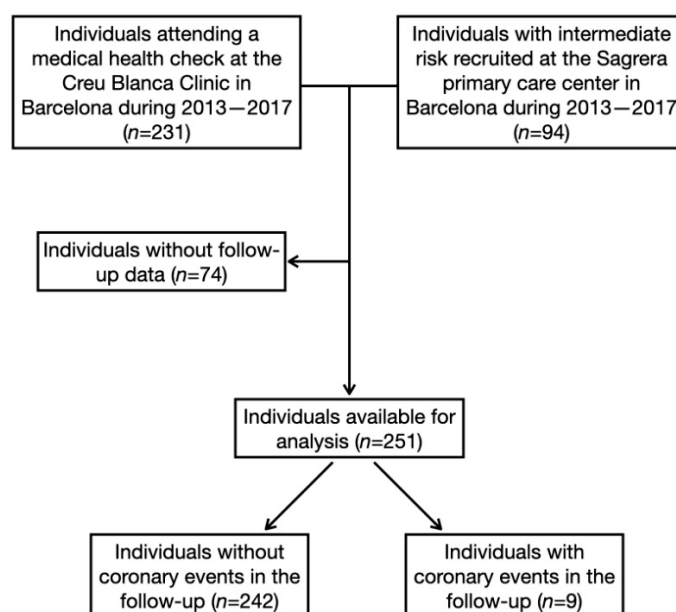 Individuals attending a
medical health check at the
Creu Blanca Clinic in
Barcelona during 2013—2017
(n=231)
Individuals with intermediate
risk recruited at the Sagrera
primary care center in
Barcelona during 2013—2017
(n=94)
Individuals without follow-
up data (n=74)
Individuals available for
analysis (n=251)
Individuals without
coronary events in the
follow-up (n=242)
Individuals with
coronary events in the
follow-up (n=9)